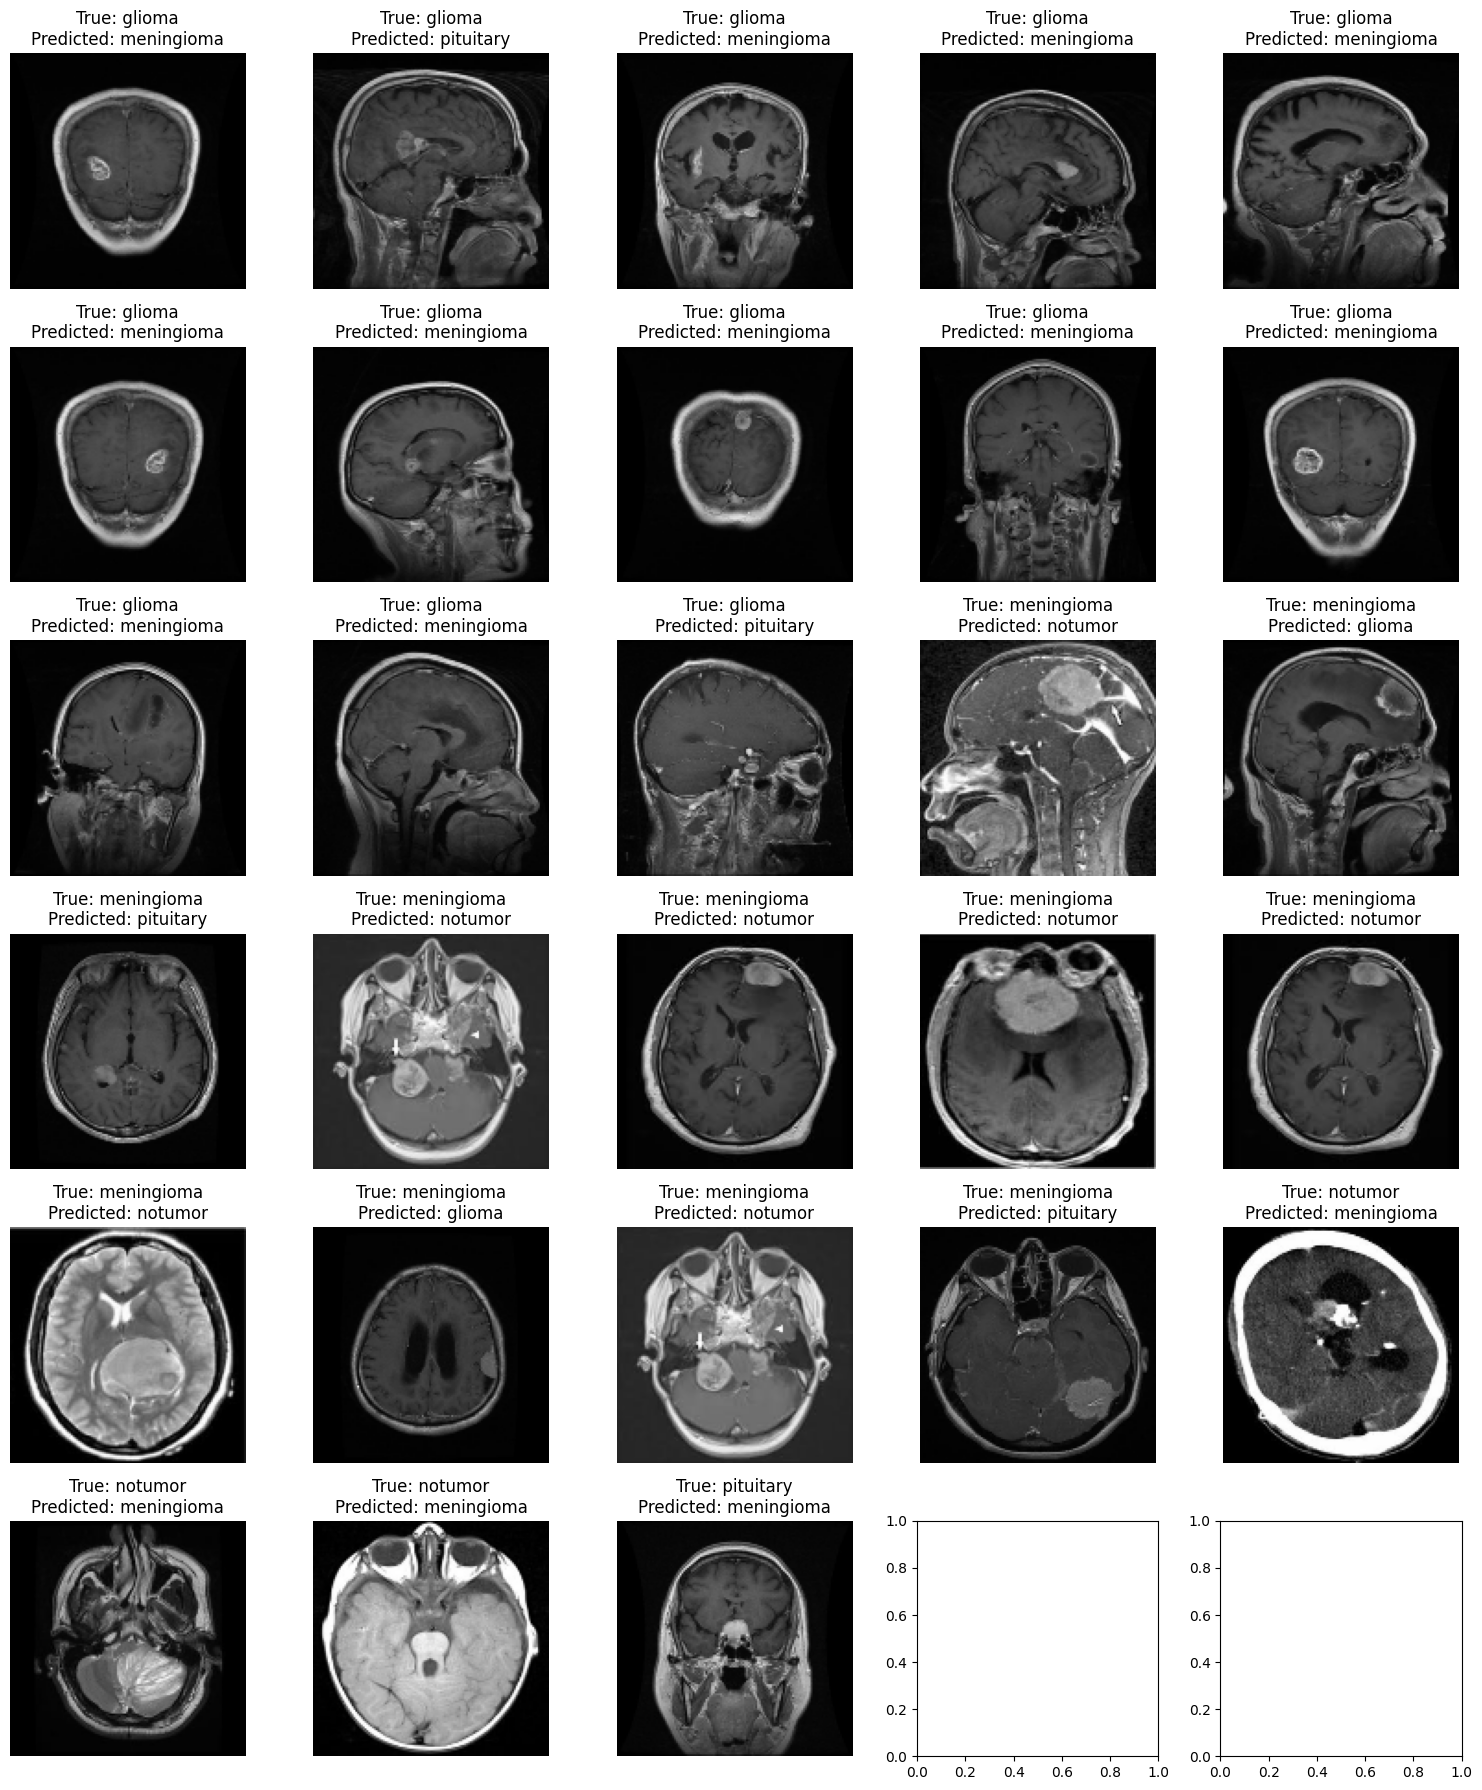 True: glioma
Predicted: meningioma
True: glioma
Predicted: pituitary
True: glioma
Predicted: meningioma
True: glioma
Predicted: meningioma
True: glioma
Predicted: meningioma
True: glioma
Predicted: meningioma
True: glioma
Predicted: meningioma
True: glioma
Predicted: meningioma
True: glioma
Predicted: meningioma
True: glioma
Predicted: meningioma
True: glioma
Predicted: meningioma
True: glioma
Predicted: meningioma
True: glioma
Predicted: pituitary
True: meningioma
Predicted: notumor
True: meningioma
Predicted: glioma
True: meningioma
Predicted: pituitary
True: meningioma
Predicted: notumor
True: meningioma
Predicted: notumor
True: meningioma
Predicted: notumor
True: meningioma
Predicted: notumor
True: meningioma
Predicted: notumor
True: meningioma
Predicted: glioma
True: meningioma
Predicted: notumor
True: meningioma
Predicted: pituitary
True: notumor
Predicted: meningioma
True: notumor
Predicted: meningioma
True: notumor
Predicted: meningioma
True: pituitary
Predicted: meningioma
1.0
0.8
0.6
0.4
0.2
0.0
0.0 0.2 0.4 0.6 0.8 1.0
1.0
0.8
0.6
0.4
0.2
0.0
0.0 0.2 0.4 0.6 0.8 1.0